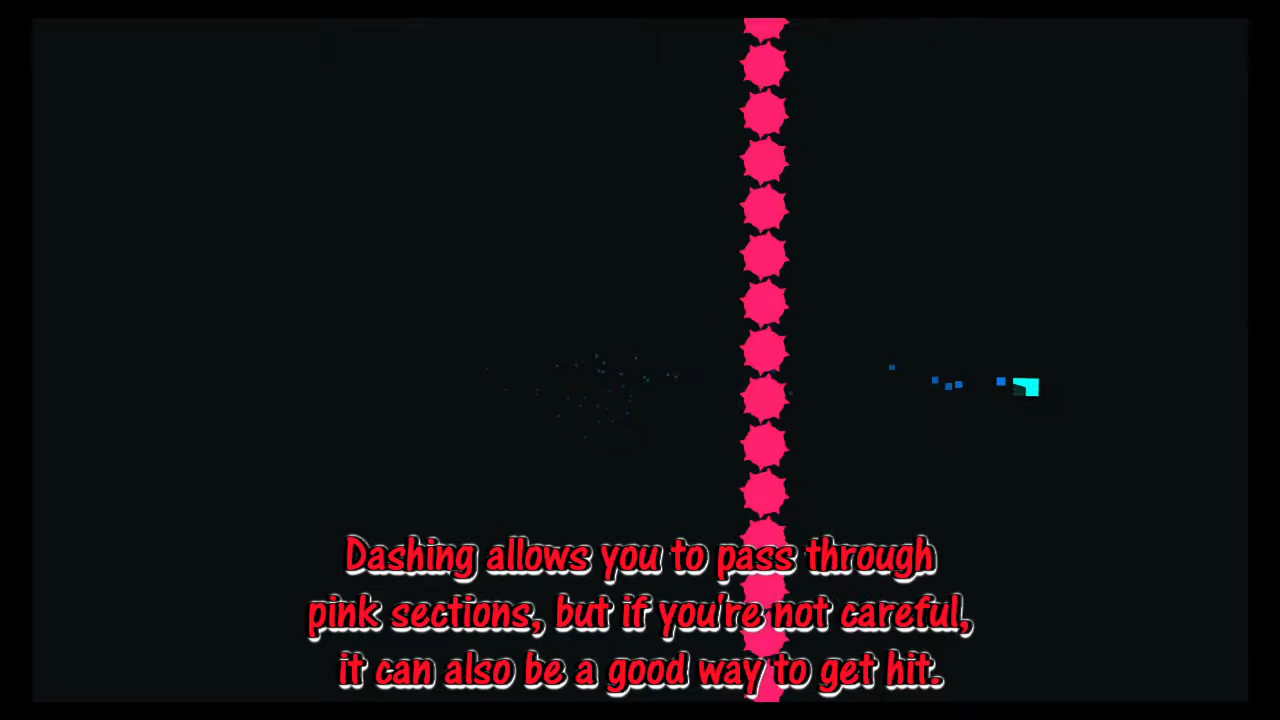 Dashing allows you to pass through
pink sections, but if you're not careful,
it can also be a good way to get hit.